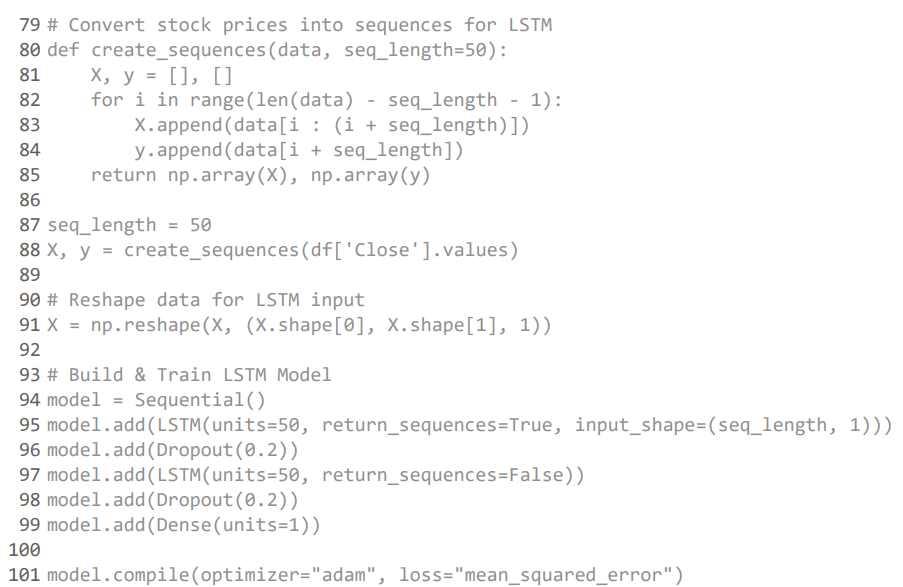 79 # Convert stock prices into sequences for LSTM
80 def create_sequences(data, seq_length=50):
81     X, y = [], []
82     for i in range(len(data) - seq_length - 1):
83         X.append(data[i : (i + seq_length)])
84         y.append(data[i + seq_length])
85     return np.array(X), np.array(y)
86
87 seq_length = 50
88 X, y = create_sequences(df['Close'].values)
89
90 # Reshape data for LSTM input
91 X = np.reshape(X, (X.shape[0], X.shape[1], 1))
92
93 # Build & Train LSTM Model
94 model = Sequential()
95 model.add(LSTM(units=50, return_sequences=True, input_shape=(seq_length, 1)))
96 model.add(Dropout(0.2))
97 model.add(LSTM(units=50, return_sequences=False))
98 model.add(Dropout(0.2))
99 model.add(Dense(units=1))
100
101 model.compile(optimizer="adam", loss="mean_squared_error")